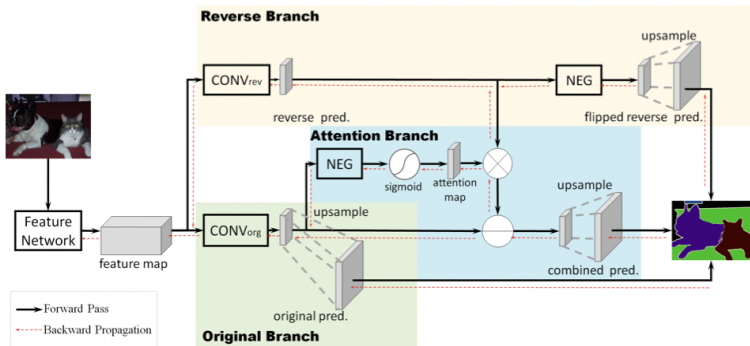 Reverse Branch
upsample
CONVrev
NEG
reverse pred.
flipped reverse pred.
Attention Branch
NEG
sigmoid
attention
map
upsample
upsample
Feature
Network
feature map
CONVorg
combined pred.
original pred.
Original Branch
Forward Pass
Backward Propagation